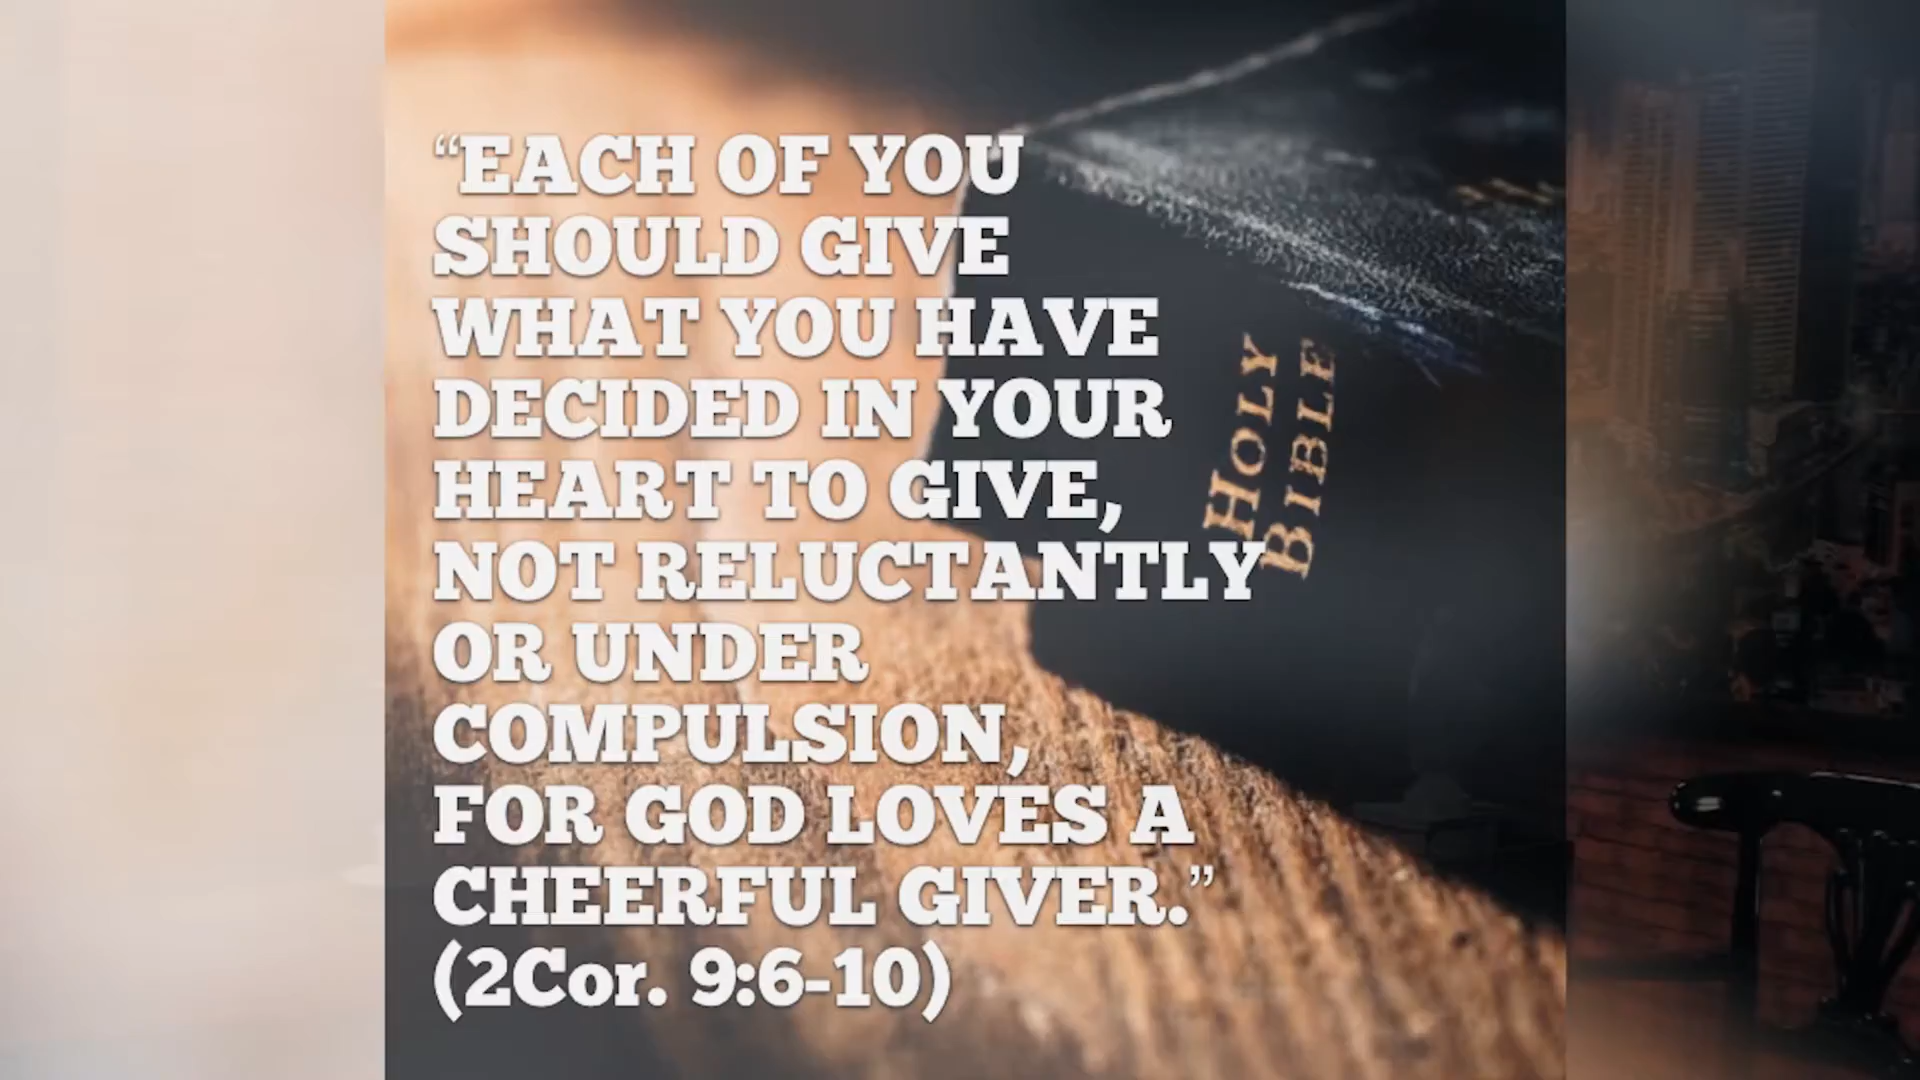 “EACH OF YOU
SHOULD GIVE
WHAT YOU HAVE
DECIDED IN YOUR
HEART TO GIVE,
NOT RELUCTANTLY
OR UNDER
COMPULSION,
FOR GOD LOVES A
CHEERFUL GIVER.”
(2Cor. 9:6-10)
HOLY
BIBLE